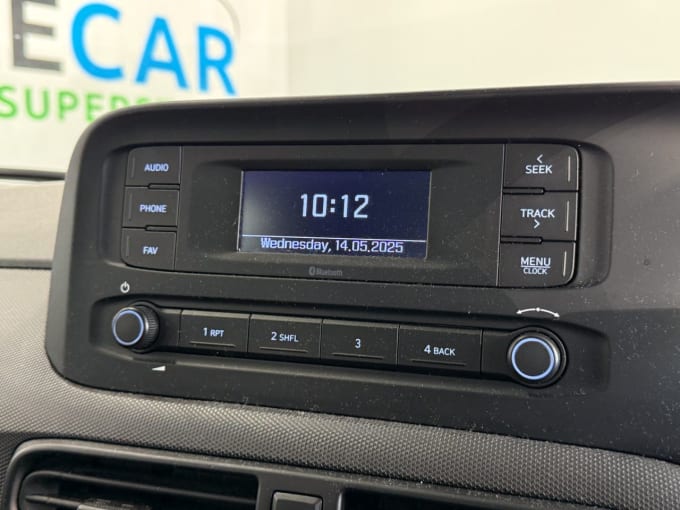 ECAR
SUPERS
AUDIO
PHONE
FAV
10:12
Wednesday, 14.05.2025
Bluetooth
SEEK
TRACK
MENU
CLOCK
1 RPT
2 SHFL
3
4 BACK